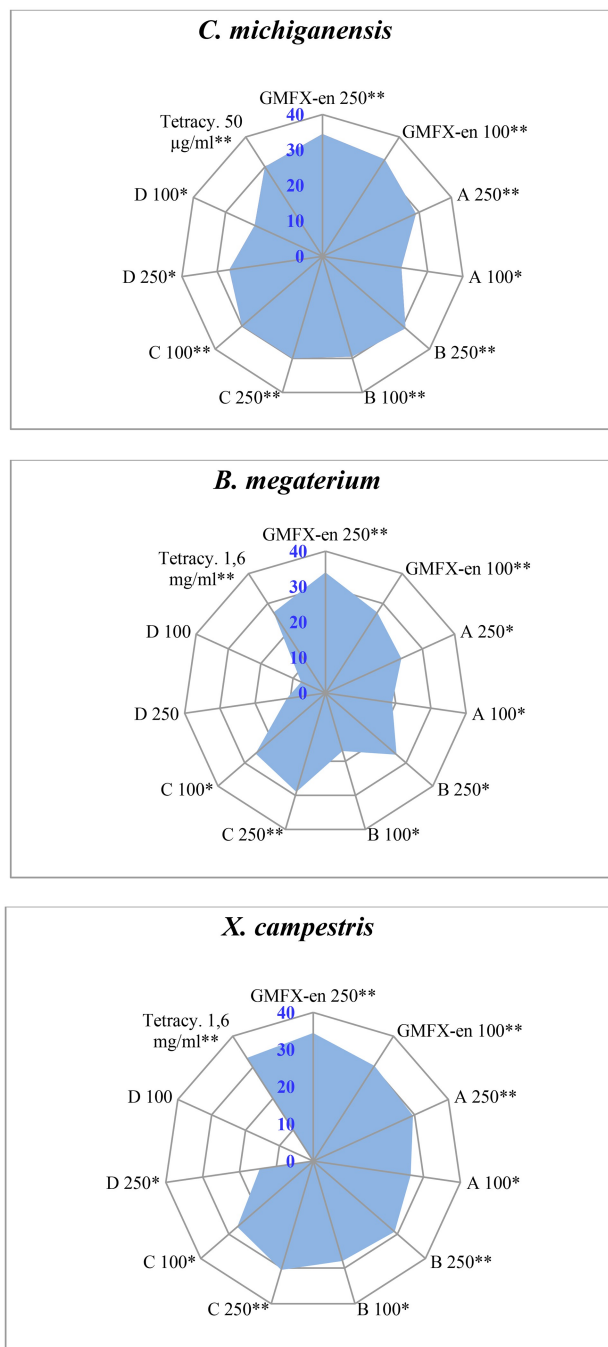 C. michiganensis
GMFX-en 250**
GMFX-en 100**
A 250**
A 100*
B 250**
B 100**
C 250**
C 100**
D 250*
D 100*
Tetracy. 50
µg/ml**
40
30
20
10
0
B. megaterium
GMFX-en 250**
GMFX-en 100**
A 250*
A 100*
B 250*
B 100*
C 250**
C 100*
D 250
D 100
Tetracy. 1,6
mg/ml**
40
30
20
10
0
X. campestris
GMFX-en 250**
GMFX-en 100**
A 250**
A 100*
B 250**
B 100*
C 250**
C 100*
D 250*
D 100
Tetracy. 1,6
mg/ml**
40
30
20
10
0